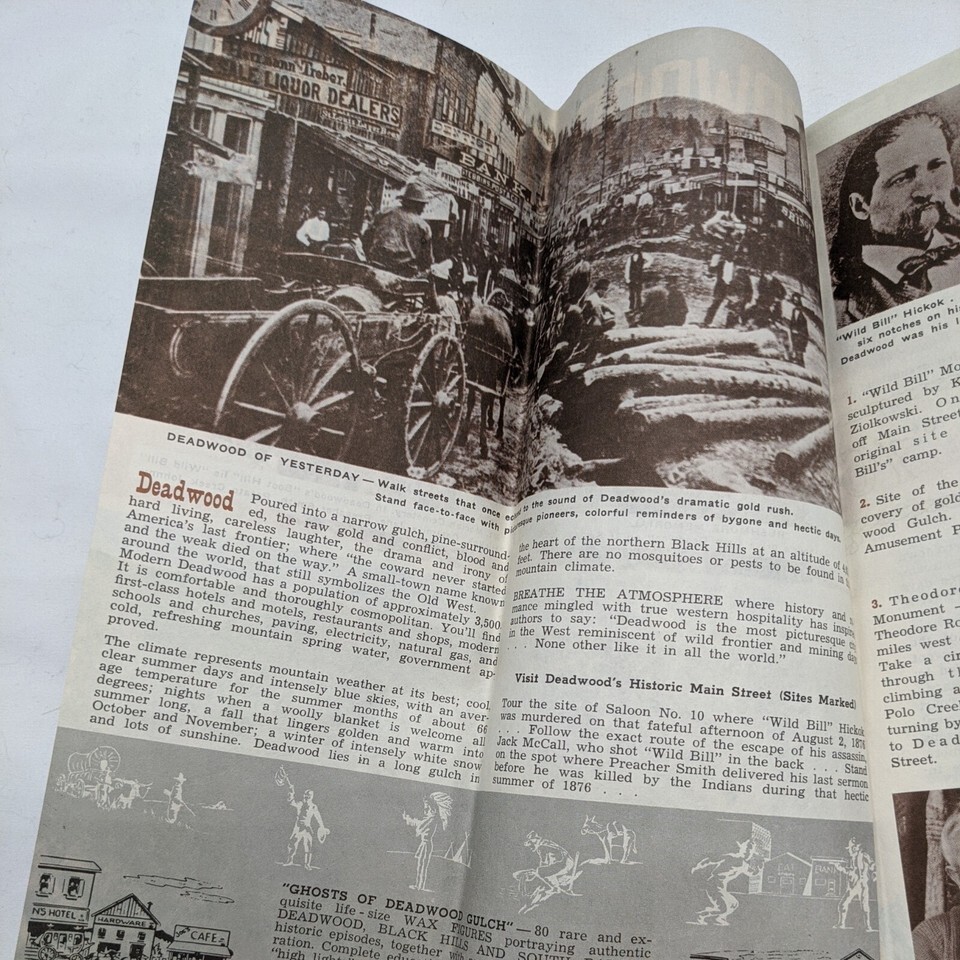 Herrmann & Treber.
SALE LIQUOR DEALERS
BANK
DEADWOOD OF YESTERDAY — Walk streets that once echoed to the sound of Deadwood's dramatic gold rush.
Stand face-to-face with picturesque pioneers, colorful reminders of bygone and hectic days.
Deadwood Poured into a narrow gulch, pine-surround-
ed, the raw gold and conflict, blood and
hard living, careless laughter, the drama and irony of
America's last frontier; where "the coward never started
and the weak died on the way." A small-town name known
around the world, that still symbolizes the Old West.
Modern Deadwood has a population of approximately 3,500.
It is comfortable and thoroughly cosmopolitan. You'll find
first-class hotels and motels, restaurants and shops, modern
schools and churches, paving, electricity, natural gas, and
cold, refreshing mountain spring water, government ap-
proved.
The climate represents mountain weather at its best; cool,
clear summer days and intensely blue skies, with an aver-
age temperature for the summer months of about 66
degrees; nights when a woolly blanket is welcome all
summer long, a fall that lingers golden and warm into
October and November; a winter of intensely white snow
and lots of sunshine. Deadwood lies in a long gulch in
the heart of the northern Black Hills at an altitude of
feet. There are no mosquitoes or pests to be found in
mountain climate.
BREATHE THE ATMOSPHERE where history and
mance mingled with true western hospitality has inspired
authors to say: "Deadwood is the most picturesque
in the West reminiscent of wild frontier and mining days
. . . None other like it in all the world."
Visit Deadwood's Historic Main Street (Sites Marked)
Tour the site of Saloon No. 10 where "Wild Bill" Hickok
was murdered on that fateful afternoon of August 2, 1876
. . . Follow the exact route of the escape of his assassin,
Jack McCall, who shot "Wild Bill" in the back . . . Stand
on the spot where Preacher Smith delivered his last sermon
before he was killed by the Indians during that hectic
summer of 1876 . . . .
"GHOSTS OF DEADWOOD GULCH" — 80 rare and ex-
quisite life-size WAX FIGURES portraying authentic
DEADWOOD, BLACK HILLS AND SOUTH
historic episodes, together with
ration. Complete
N'S HOTEL
HARDWARE
CAFE
BANK
"Wild Bill" Hickok .
six notches on his
Deadwood was his
1. "Wild Bill"
sculptured by
Ziolkowski. On
off Main Street
original site
Bill's" camp.
2. Site of the
covery of gold
wood Gulch.
Amusement
3. Theodore
Monument —
Theodore
miles west
Take a
through
climbing a
Polo
turning by
to Dead
Street.